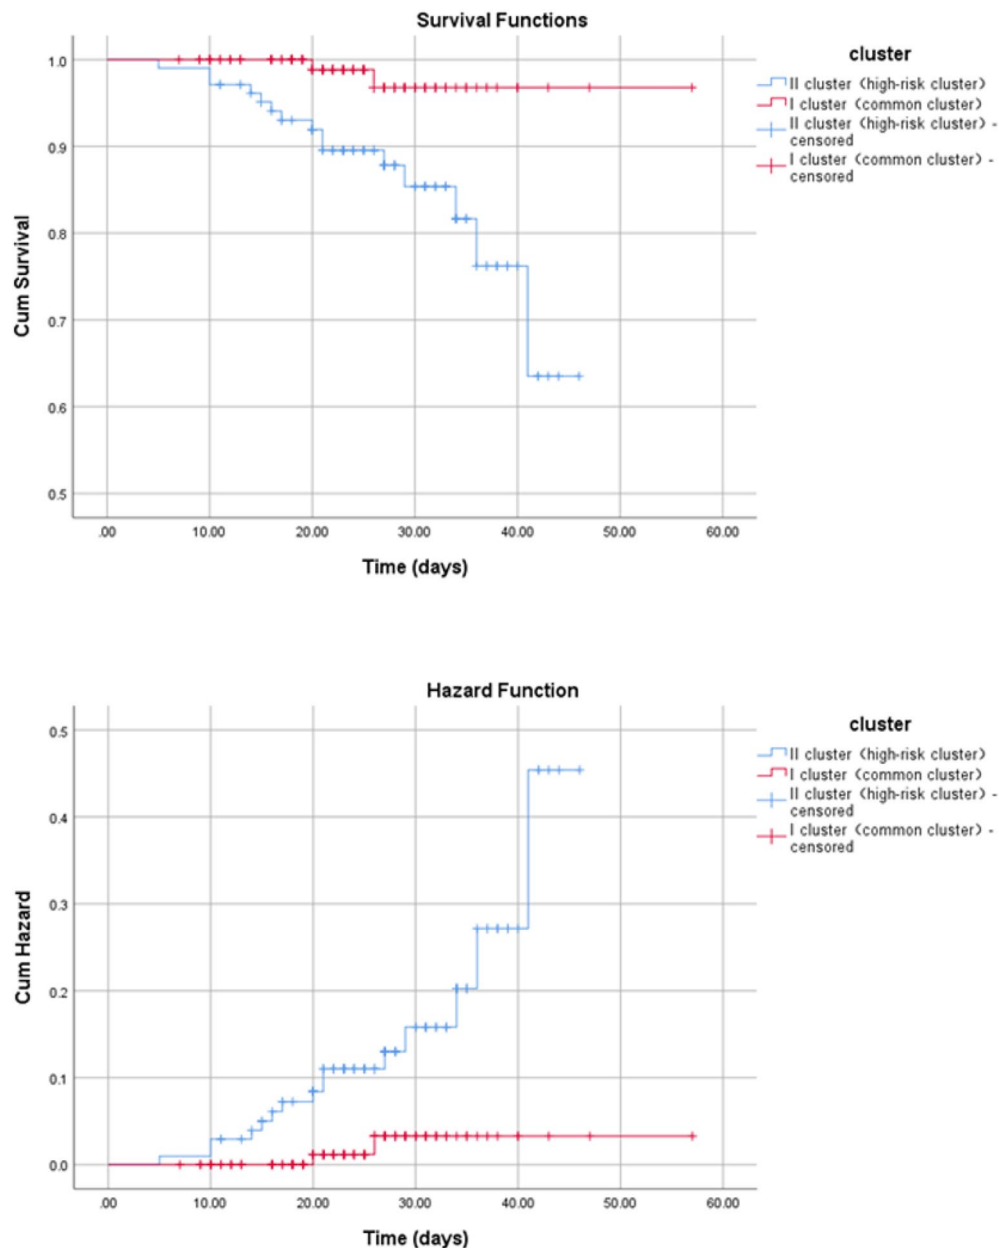 Survival Functions
cluster
II cluster（high-risk cluster）
I cluster（common cluster）
II cluster（high-risk cluster）-
censored
I cluster（common cluster）-
censored
Cum Survival
1.0
0.9
0.8
0.7
0.6
0.5
.00 10.00 20.00 30.00 40.00 50.00 60.00
Time (days)
Hazard Function
cluster
II cluster（high-risk cluster）
I cluster（common cluster）
II cluster（high-risk cluster）-
censored
I cluster（common cluster）-
censored
Cum Hazard
0.5
0.4
0.3
0.2
0.1
0.0
.00 10.00 20.00 30.00 40.00 50.00 60.00
Time (days)